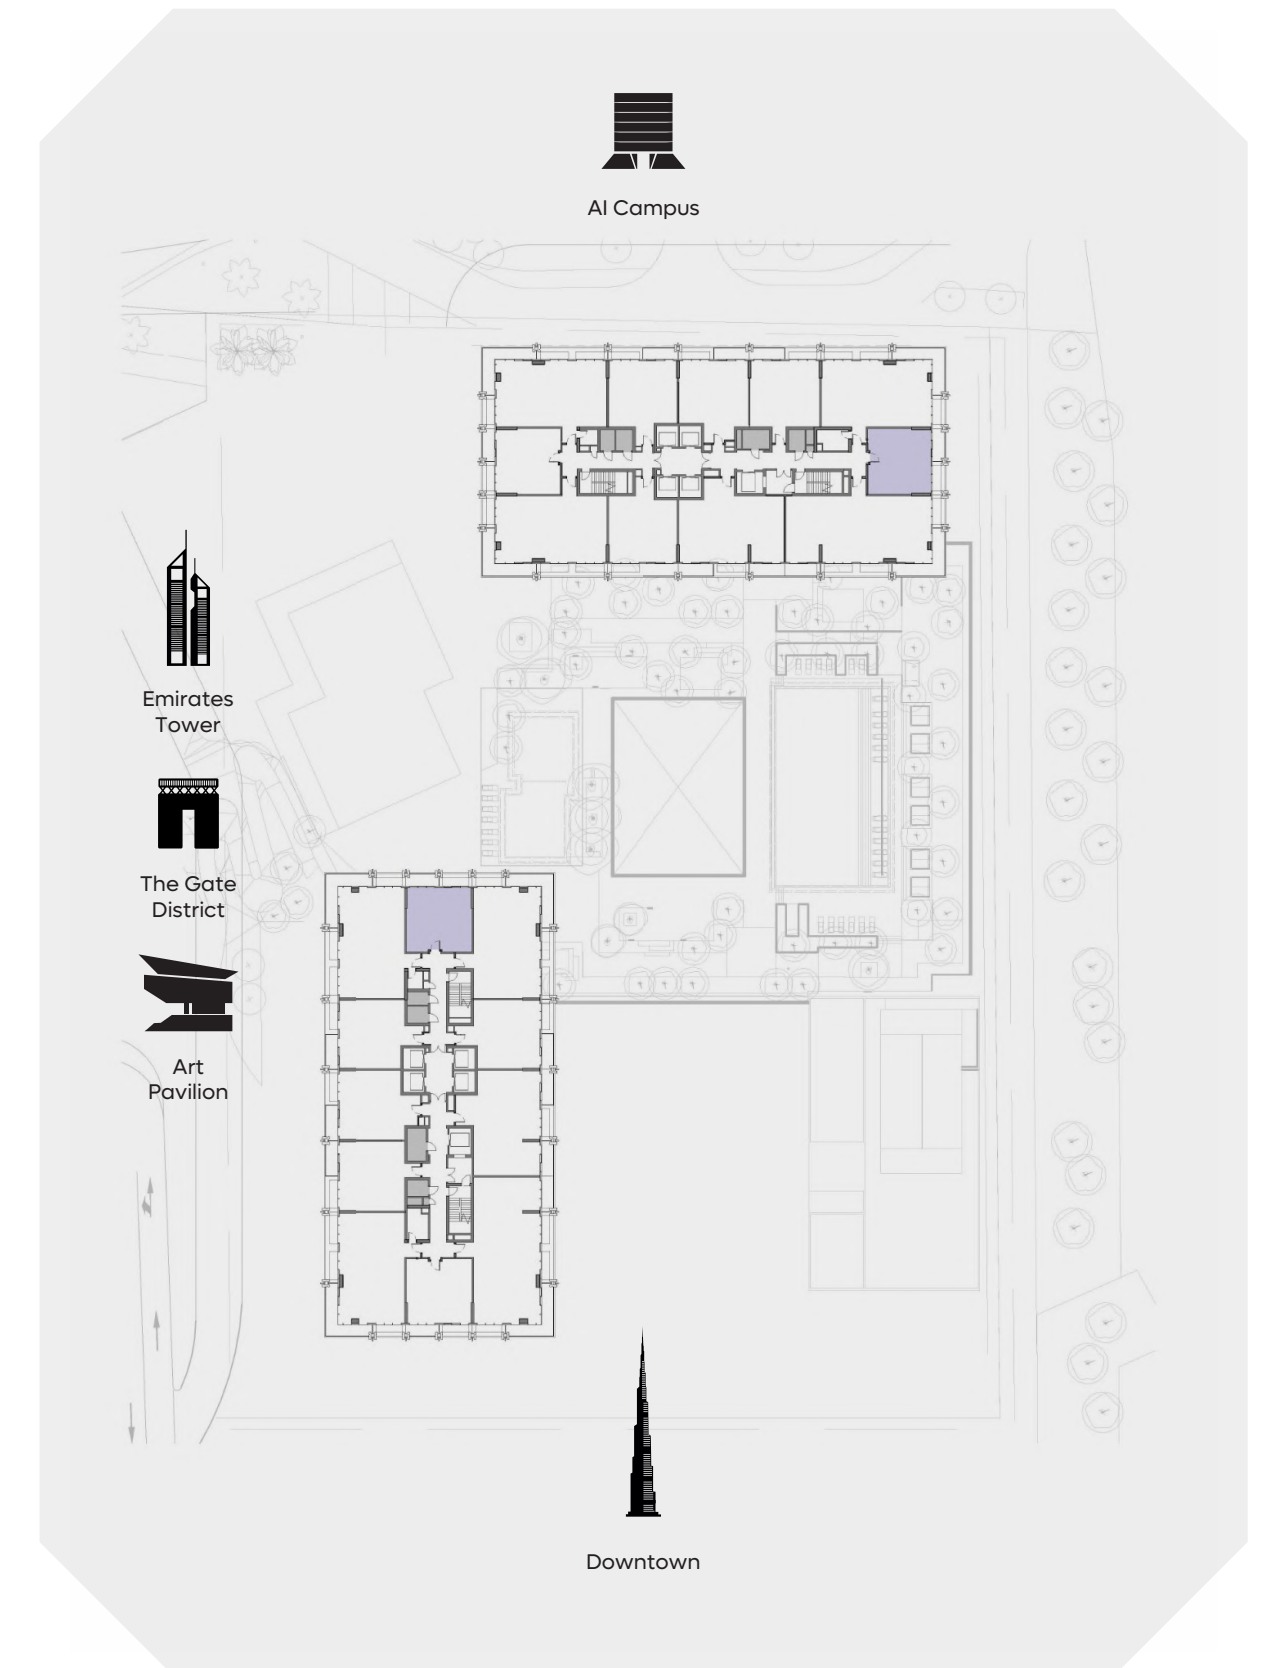 AI Campus
Emirates
Tower
The Gate
District
Art
Pavilion
Downtown